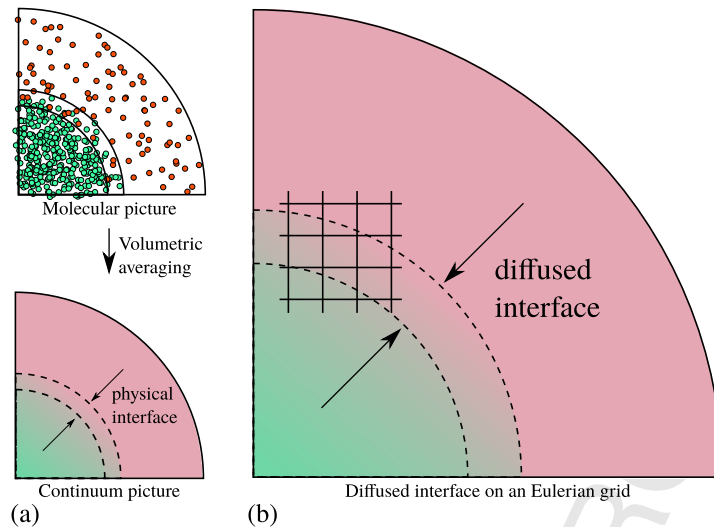 Molecular picture
Volumetric
averaging
physical
interface
Continuum picture
(a)
diffused
interface
Diffused interface on an Eulerian grid
(b)